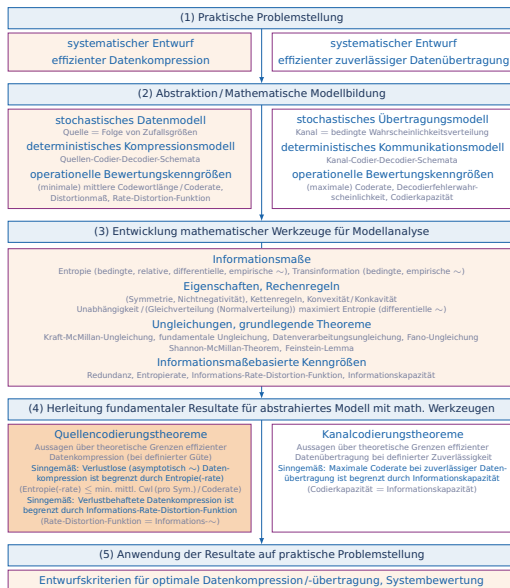 (1) Praktische Problemstellung
systematischer Entwurf
effizienter Datenkompression
systematischer Entwurf
effizienter zuverlässiger Datenübertragung
(2) Abstraktion/Mathematische Modellbildung
stochastisches Datenmodell
Quelle = Folge von Zufallsgrößen
deterministisches Kompressionsmodell
Quellen-Codier-Decodier-Schemata
operationelle Bewertungskenngrößen
(minimale) mittlere Codewortlänge / Coderate,
Distortionmaß, Rate-Distortion-Funktion
stochastisches Übertragungsmodell
Kanal = bedingte Wahrscheinlichkeitsverteilung
deterministisches Kommunikationsmodell
Kanal-Codier-Decodier-Schemata
operationelle Bewertungskenngrößen
(maximale) Coderate, Decodierfehlerwahr-
scheinlichkeit, Codierkapazität
(3) Entwicklung mathematischer Werkzeuge für Modellanalyse
Informationsmaße
Entropie (bedingte, relative, differentielle, empirische ∼), Transinformation (bedingte, empirische ∼)
Eigenschaften, Rechenregeln
(Symmetrie, Nichtnegativität), Kettenregeln, Konvexität/Konkavität
Unabhängigkeit/(Gleichverteilung (Normalverteilung)) maximiert Entropie (differentielle ∼)
Ungleichungen, grundlegende Theoreme
Kraft-McMillan-Ungleichung, fundamentale Ungleichung, Datenverarbeitungsungleichung, Fano-Ungleichung
Shannon-McMillan-Theorem, Feinstein-Lemma
Informationsmaßebasierte Kenngrößen
Redundanz, Entropierate, Informations-Rate-Distortion-Funktion, Informationskapazität
(4) Herleitung fundamentaler Resultate für abstrahiertes Modell mit math. Werkzeugen
Quellencodierungstheoreme
Aussagen über theoretische Grenzen effizienter
Datenkompression (bei definierter Güte)
Sinngemäß: Verlustlose (asymptotisch ∼) Daten-
kompression ist begrenzt durch Entropie(-rate)
(Entropie(-rate) ≤ min. mittl. Cwl (pro Sym.) / Coderate)
Sinngemäß: Verlustbehaftete Datenkompression ist
begrenzt durch Informations-Rate-Distortion-Funktion
(Rate-Distortion-Funktion = Informations-∼)
Kanalcodierungstheoreme
Aussagen über theoretische Grenzen effizienter
Datenübertragung bei definierter Zuverlässigkeit
Sinngemäß: Maximale Coderate bei zuverlässiger Daten-
übertragung ist begrenzt durch Informationskapazität
(Codierkapazität = Informationskapazität)
(5) Anwendung der Resultate auf praktische Problemstellung
Entwurfskriterien für optimale Datenkompression/-übertragung, Systembewertung